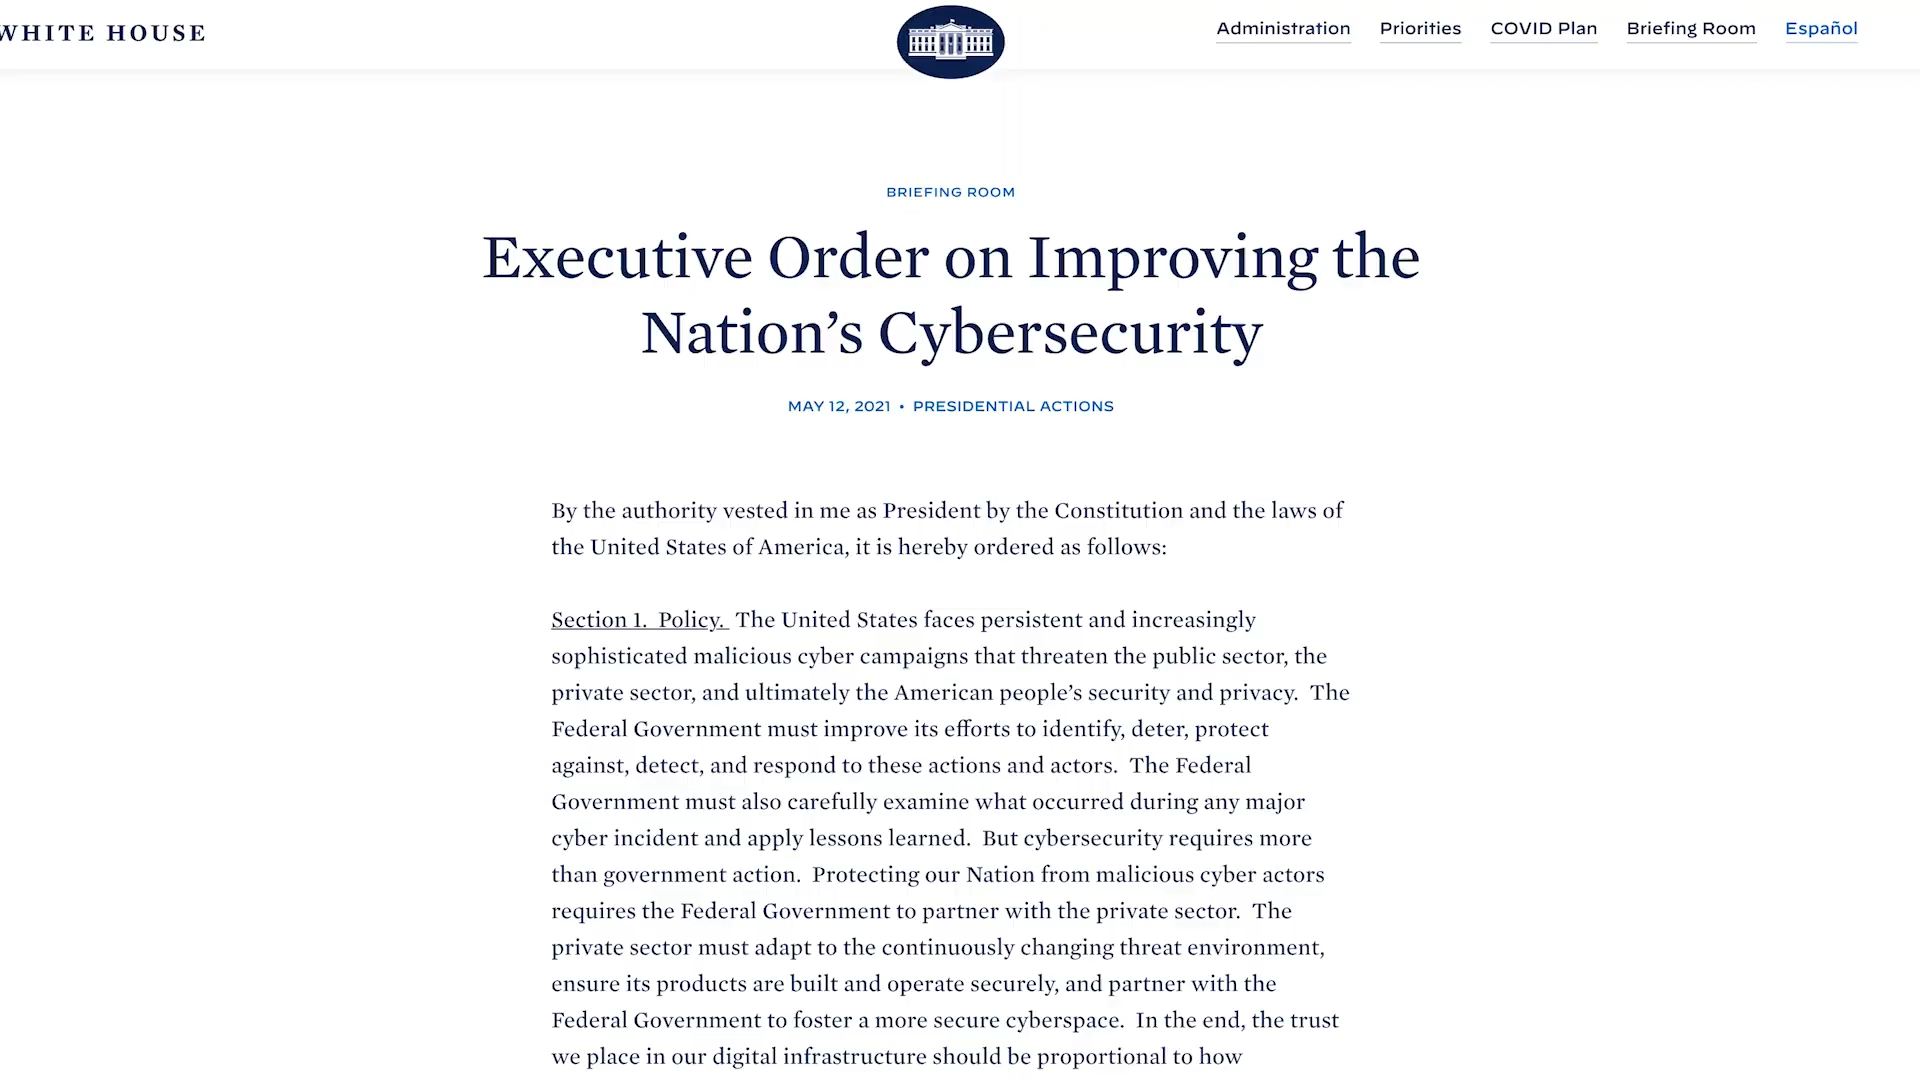 WHITE HOUSE
Administration
Priorities
COVID Plan
Briefing Room
Español
BRIEFING ROOM
Executive Order on Improving the
Nation’s Cybersecurity
MAY 12, 2021 • PRESIDENTIAL ACTIONS
By the authority vested in me as President by the Constitution and the laws of
the United States of America, it is hereby ordered as follows:
Section 1.  Policy.  The United States faces persistent and increasingly
sophisticated malicious cyber campaigns that threaten the public sector, the
private sector, and ultimately the American people’s security and privacy.  The
Federal Government must improve its efforts to identify, deter, protect
against, detect, and respond to these actions and actors.  The Federal
Government must also carefully examine what occurred during any major
cyber incident and apply lessons learned.  But cybersecurity requires more
than government action.  Protecting our Nation from malicious cyber actors
requires the Federal Government to partner with the private sector.  The
private sector must adapt to the continuously changing threat environment,
ensure its products are built and operate securely, and partner with the
Federal Government to foster a more secure cyberspace.  In the end, the trust
we place in our digital infrastructure should be proportional to how